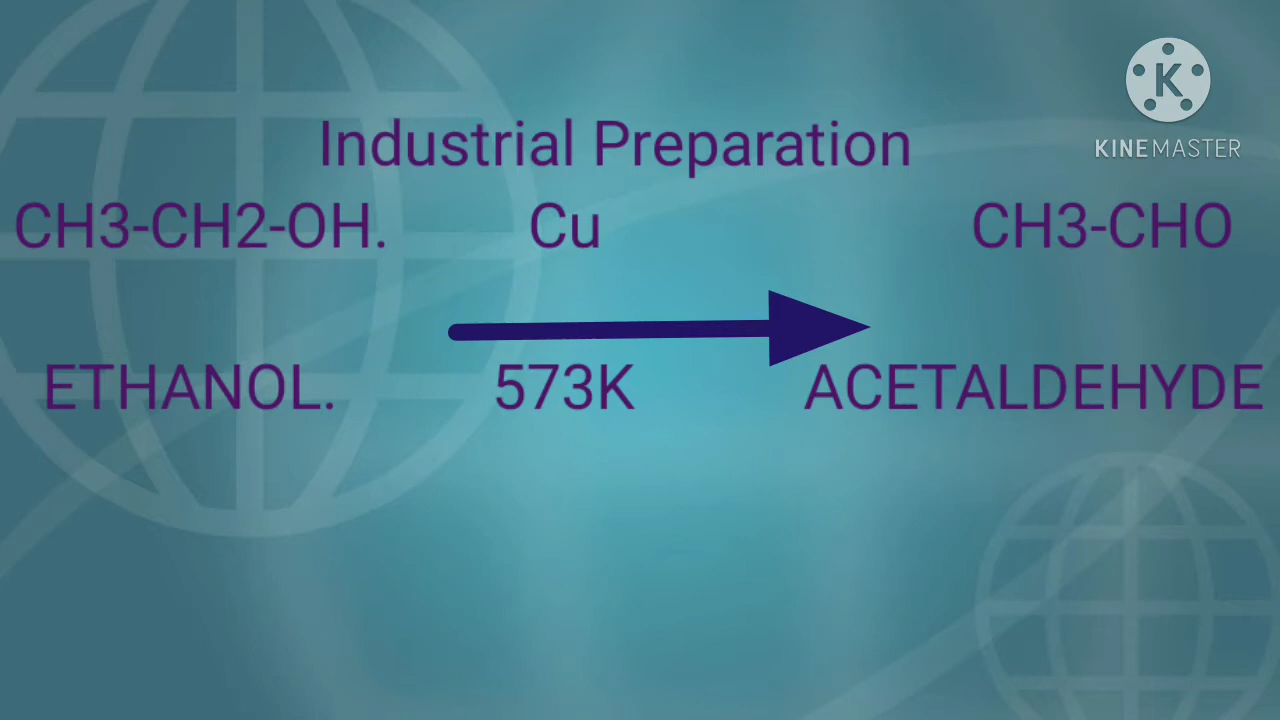 K
KINEMASTER
Industrial Preparation
CH3-CH2-OH. Cu CH3-CHO
ETHANOL. 573K ACETALDEHYDE